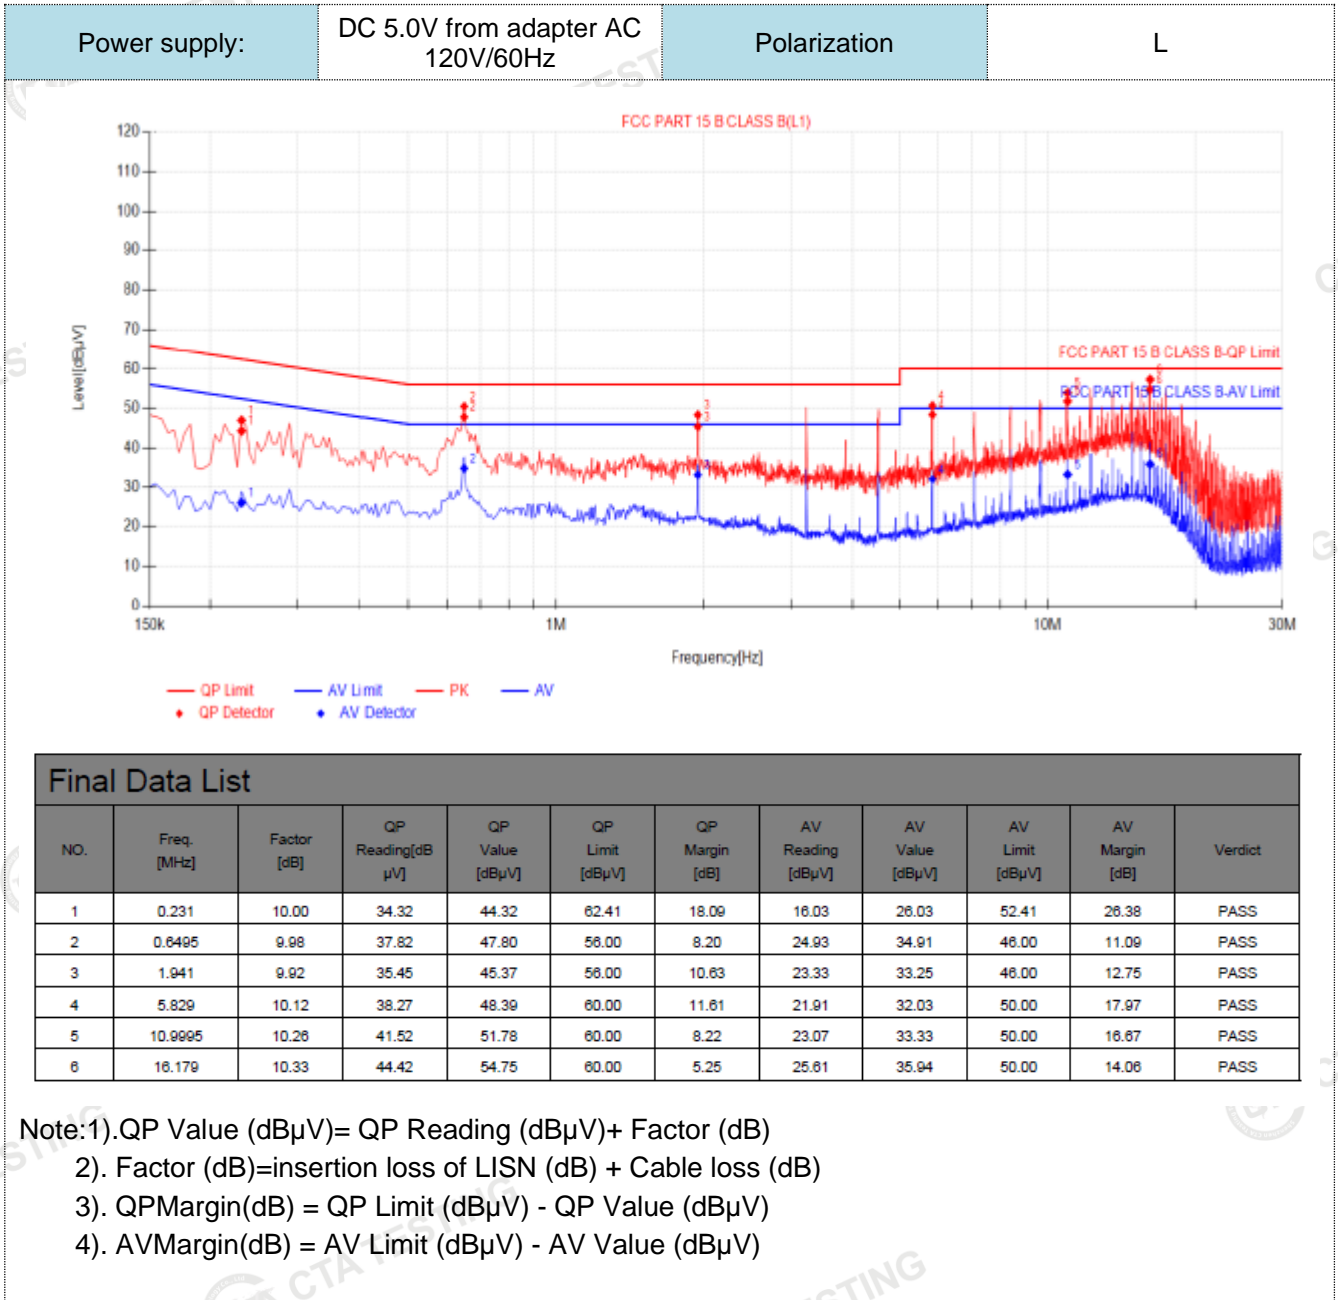 Power supply: DC 5.0V from adapter AC 120V/60Hz Polarization L
FCC PART 15 B CLASS B(L1)
120
110
100
90
80
70
60
50
40
30
20
10
0
Level[dBµV]
FCC PART 15 B CLASS B-QP Limit
FCC PART 15 B CLASS B-AV Limit
150k 1M 10M 30M
Frequency[Hz]
QP Limit AV Limit PK AV
QP Detector AV Detector
Final Data List
NO. Freq. [MHz] Factor [dB] QP Reading[dB µV] QP Value [dBµV] QP Limit [dBµV] QP Margin [dB] AV Reading [dBµV] AV Value [dBµV] AV Limit [dBµV] AV Margin [dB] Verdict
1 0.231 10.00 34.32 44.32 62.41 18.09 16.03 26.03 52.41 26.38 PASS
2 0.6495 9.98 37.82 47.80 56.00 8.20 24.93 34.91 46.00 11.09 PASS
3 1.941 9.92 35.45 45.37 56.00 10.63 23.33 33.25 46.00 12.75 PASS
4 5.829 10.12 38.27 48.39 60.00 11.61 21.91 32.03 50.00 17.97 PASS
5 10.9995 10.26 41.52 51.78 60.00 8.22 23.07 33.33 50.00 16.67 PASS
6 16.179 10.33 44.42 54.75 60.00 5.25 25.61 35.94 50.00 14.06 PASS
Note:1).QP Value (dBµV)= QP Reading (dBµV)+ Factor (dB)
2). Factor (dB)=insertion loss of LISN (dB) + Cable loss (dB)
3). QPMargin(dB) = QP Limit (dBµV) - QP Value (dBµV)
4). AVMargin(dB) = AV Limit (dBµV) - AV Value (dBµV)
CTA TESTING